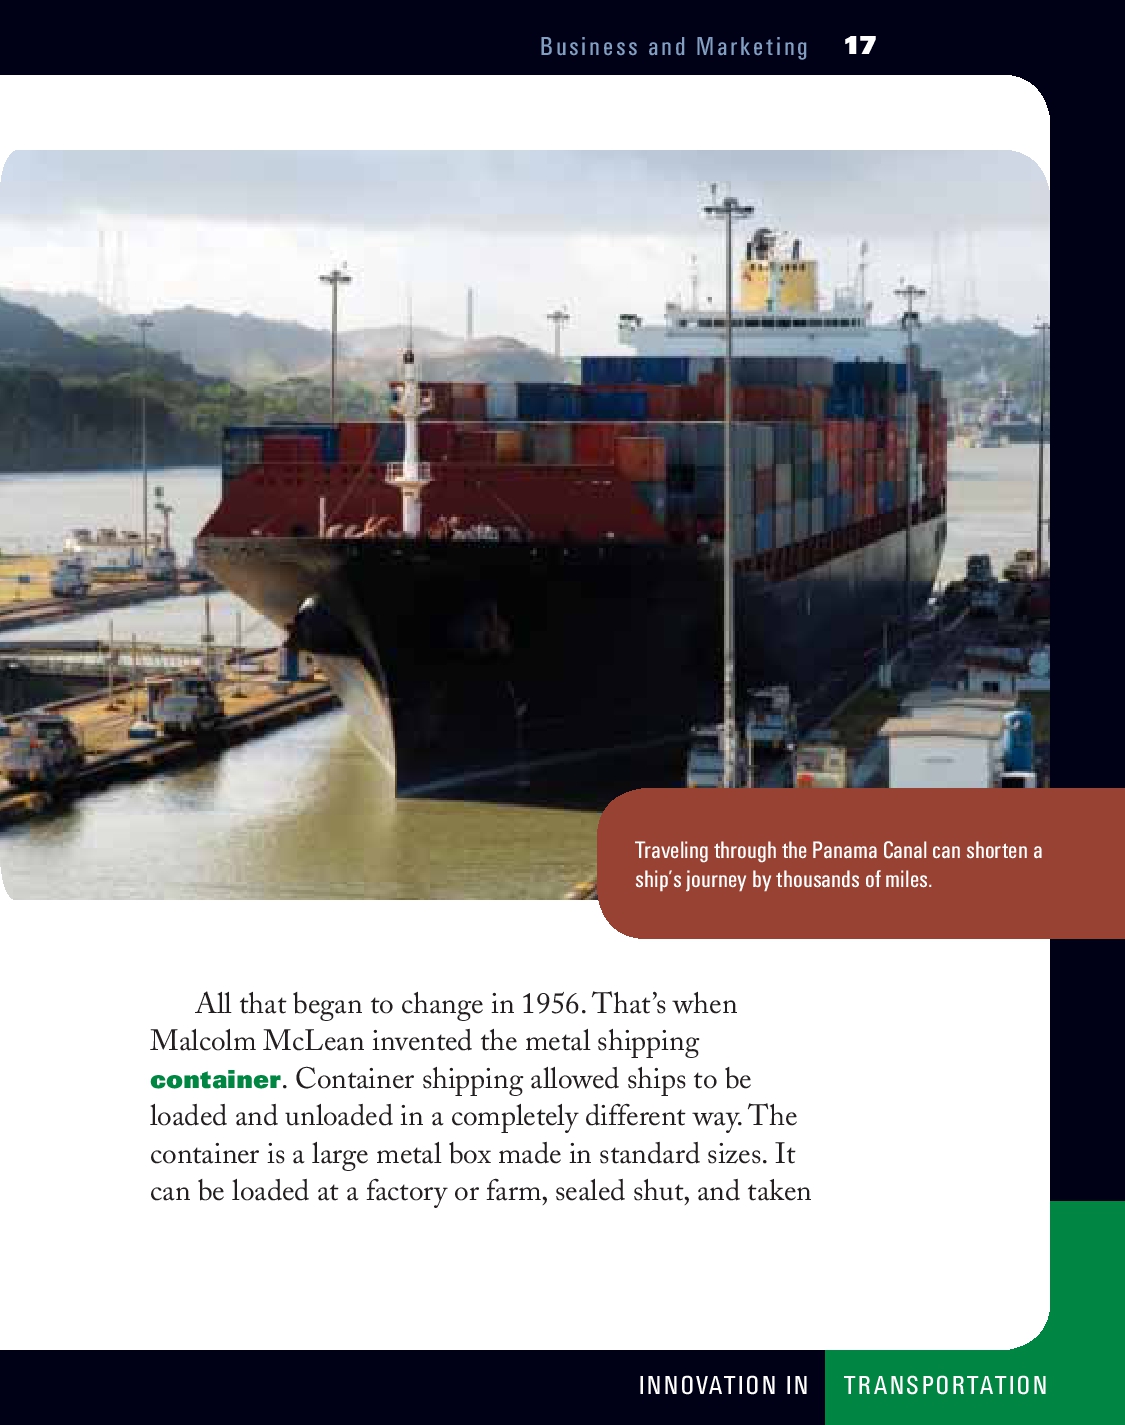 Business and Marketing 17
Traveling through the Panama Canal can shorten a
ship's journey by thousands of miles.
All that began to change in 1956. That's when
Malcolm McLean invented the metal shipping
container. Container shipping allowed ships to be
loaded and unloaded in a completely different way. The
container is a large metal box made in standard sizes. It
can be loaded at a factory or farm, sealed shut, and taken
INNOVATION IN TRANSPORTATION